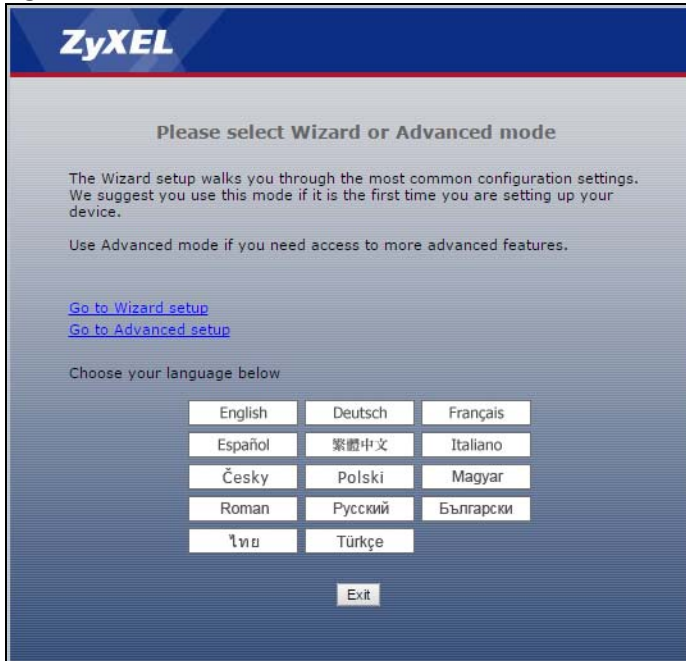 ZyXEL
Please select Wizard or Advanced mode
The Wizard setup walks you through the most common configuration settings.
We suggest you use this mode if it is the first time you are setting up your
device.
Use Advanced mode if you need access to more advanced features.
Go to Wizard setup
Go to Advanced setup
Choose your language below
English Deutsch Français
Español 繁體中文 Italiano
Česky Polski Magyar
Roman Русский Български
ไทย Türkçe
Exit